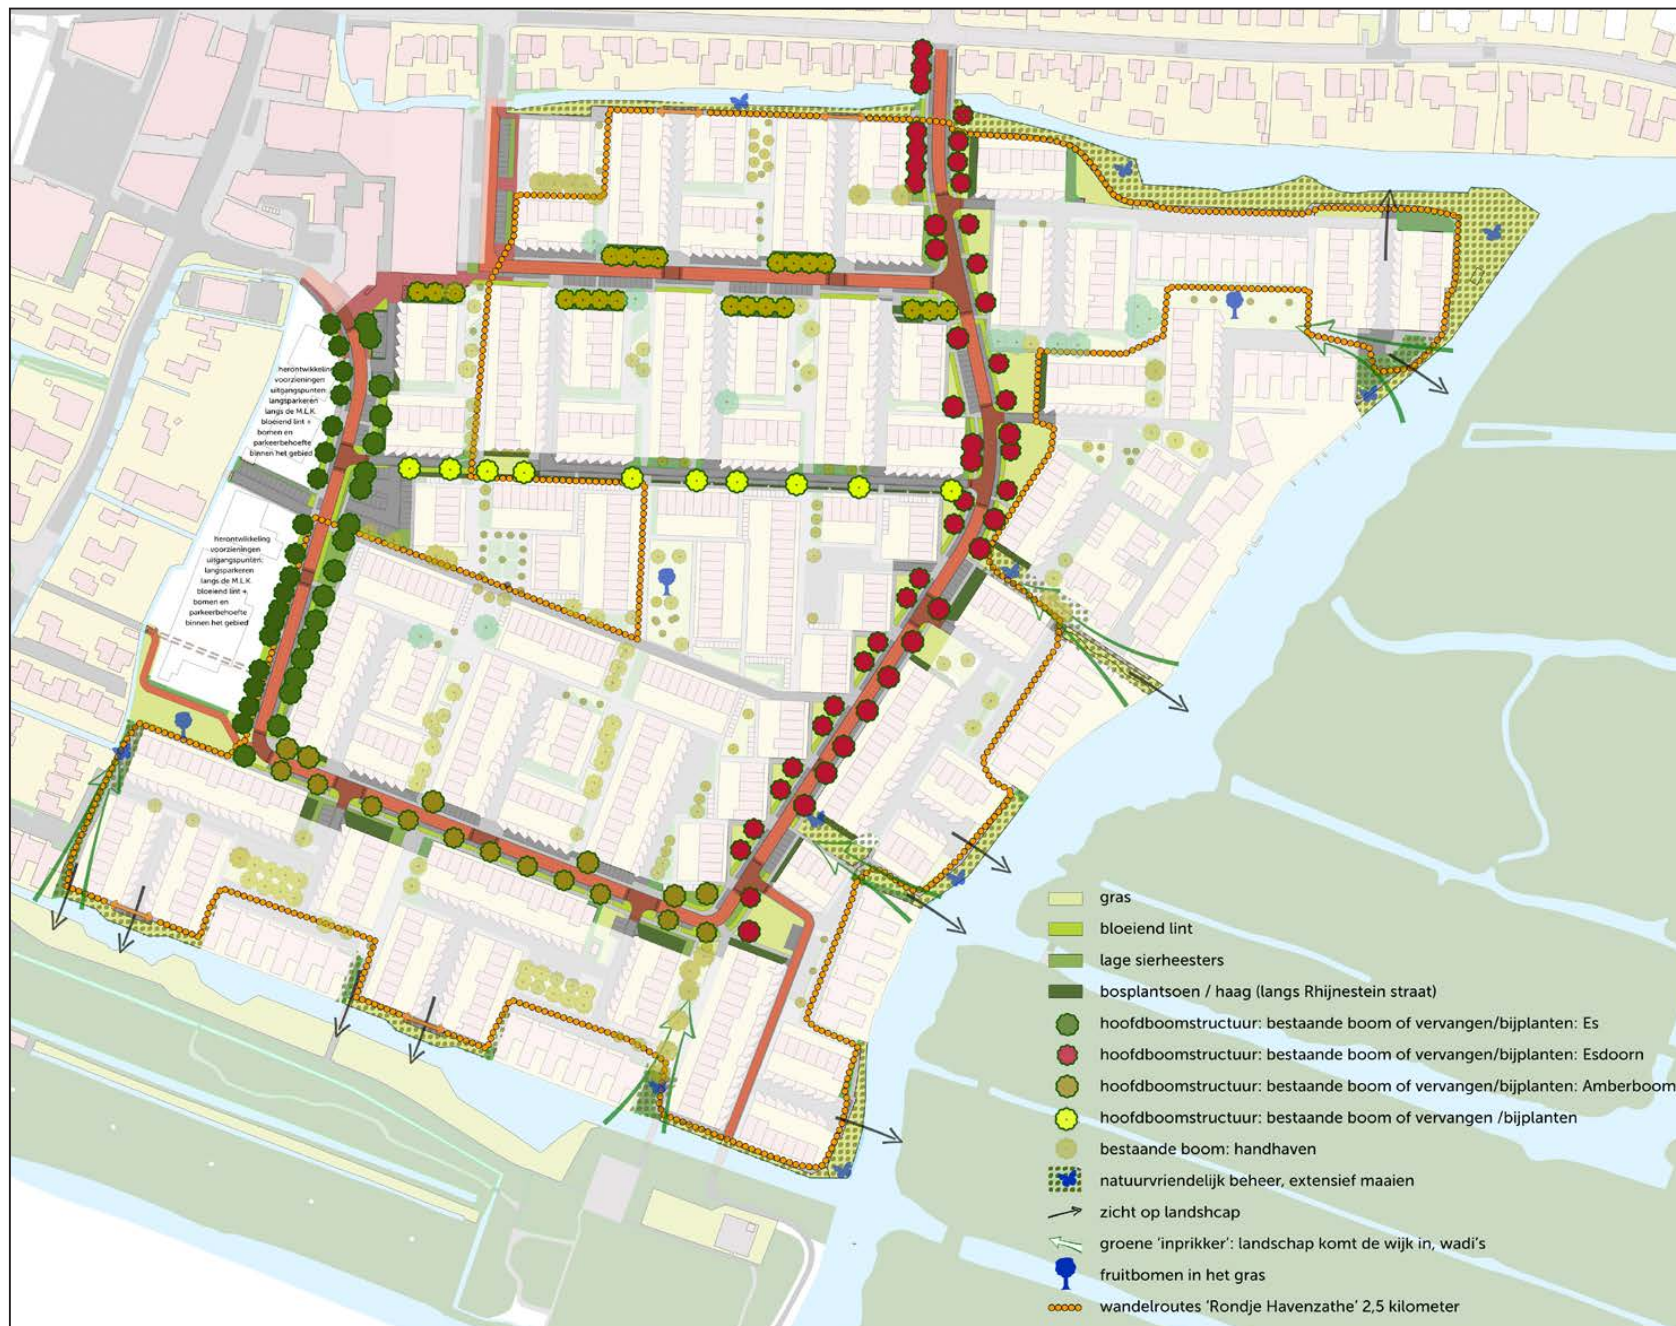 herontwikkeling
voorzieningen
uitgangspunten:
langsparkeren
langs de M.L.K.
bloeiend lint +
bomen en
parkeerbehoefte
binnen het gebied
herontwikkeling
voorzieningen
uitgangspunten:
langsparkeren
langs de M.L.K.
bloeiend lint +
bomen en
parkeerbehoefte
binnen het gebied
gras
bloeiend lint
lage sierheesters
bosplantsoen / haag (langs Rhijnestein straat)
hoofdboomstructuur: bestaande boom of vervangen/bijplanten: Es
hoofdboomstructuur: bestaande boom of vervangen/bijplanten: Esdoorn
hoofdboomstructuur: bestaande boom of vervangen/bijplanten: Amberboom
hoofdboomstructuur: bestaande boom of vervangen /bijplanten
bestaande boom: handhaven
natuurvriendelijk beheer, extensief maaien
zicht op landshcap
groene ‘inprikker’: landschap komt de wijk in, wadi’s
fruitbomen in het gras
wandelroutes ‘Rondje Havenzathe’ 2,5 kilometer